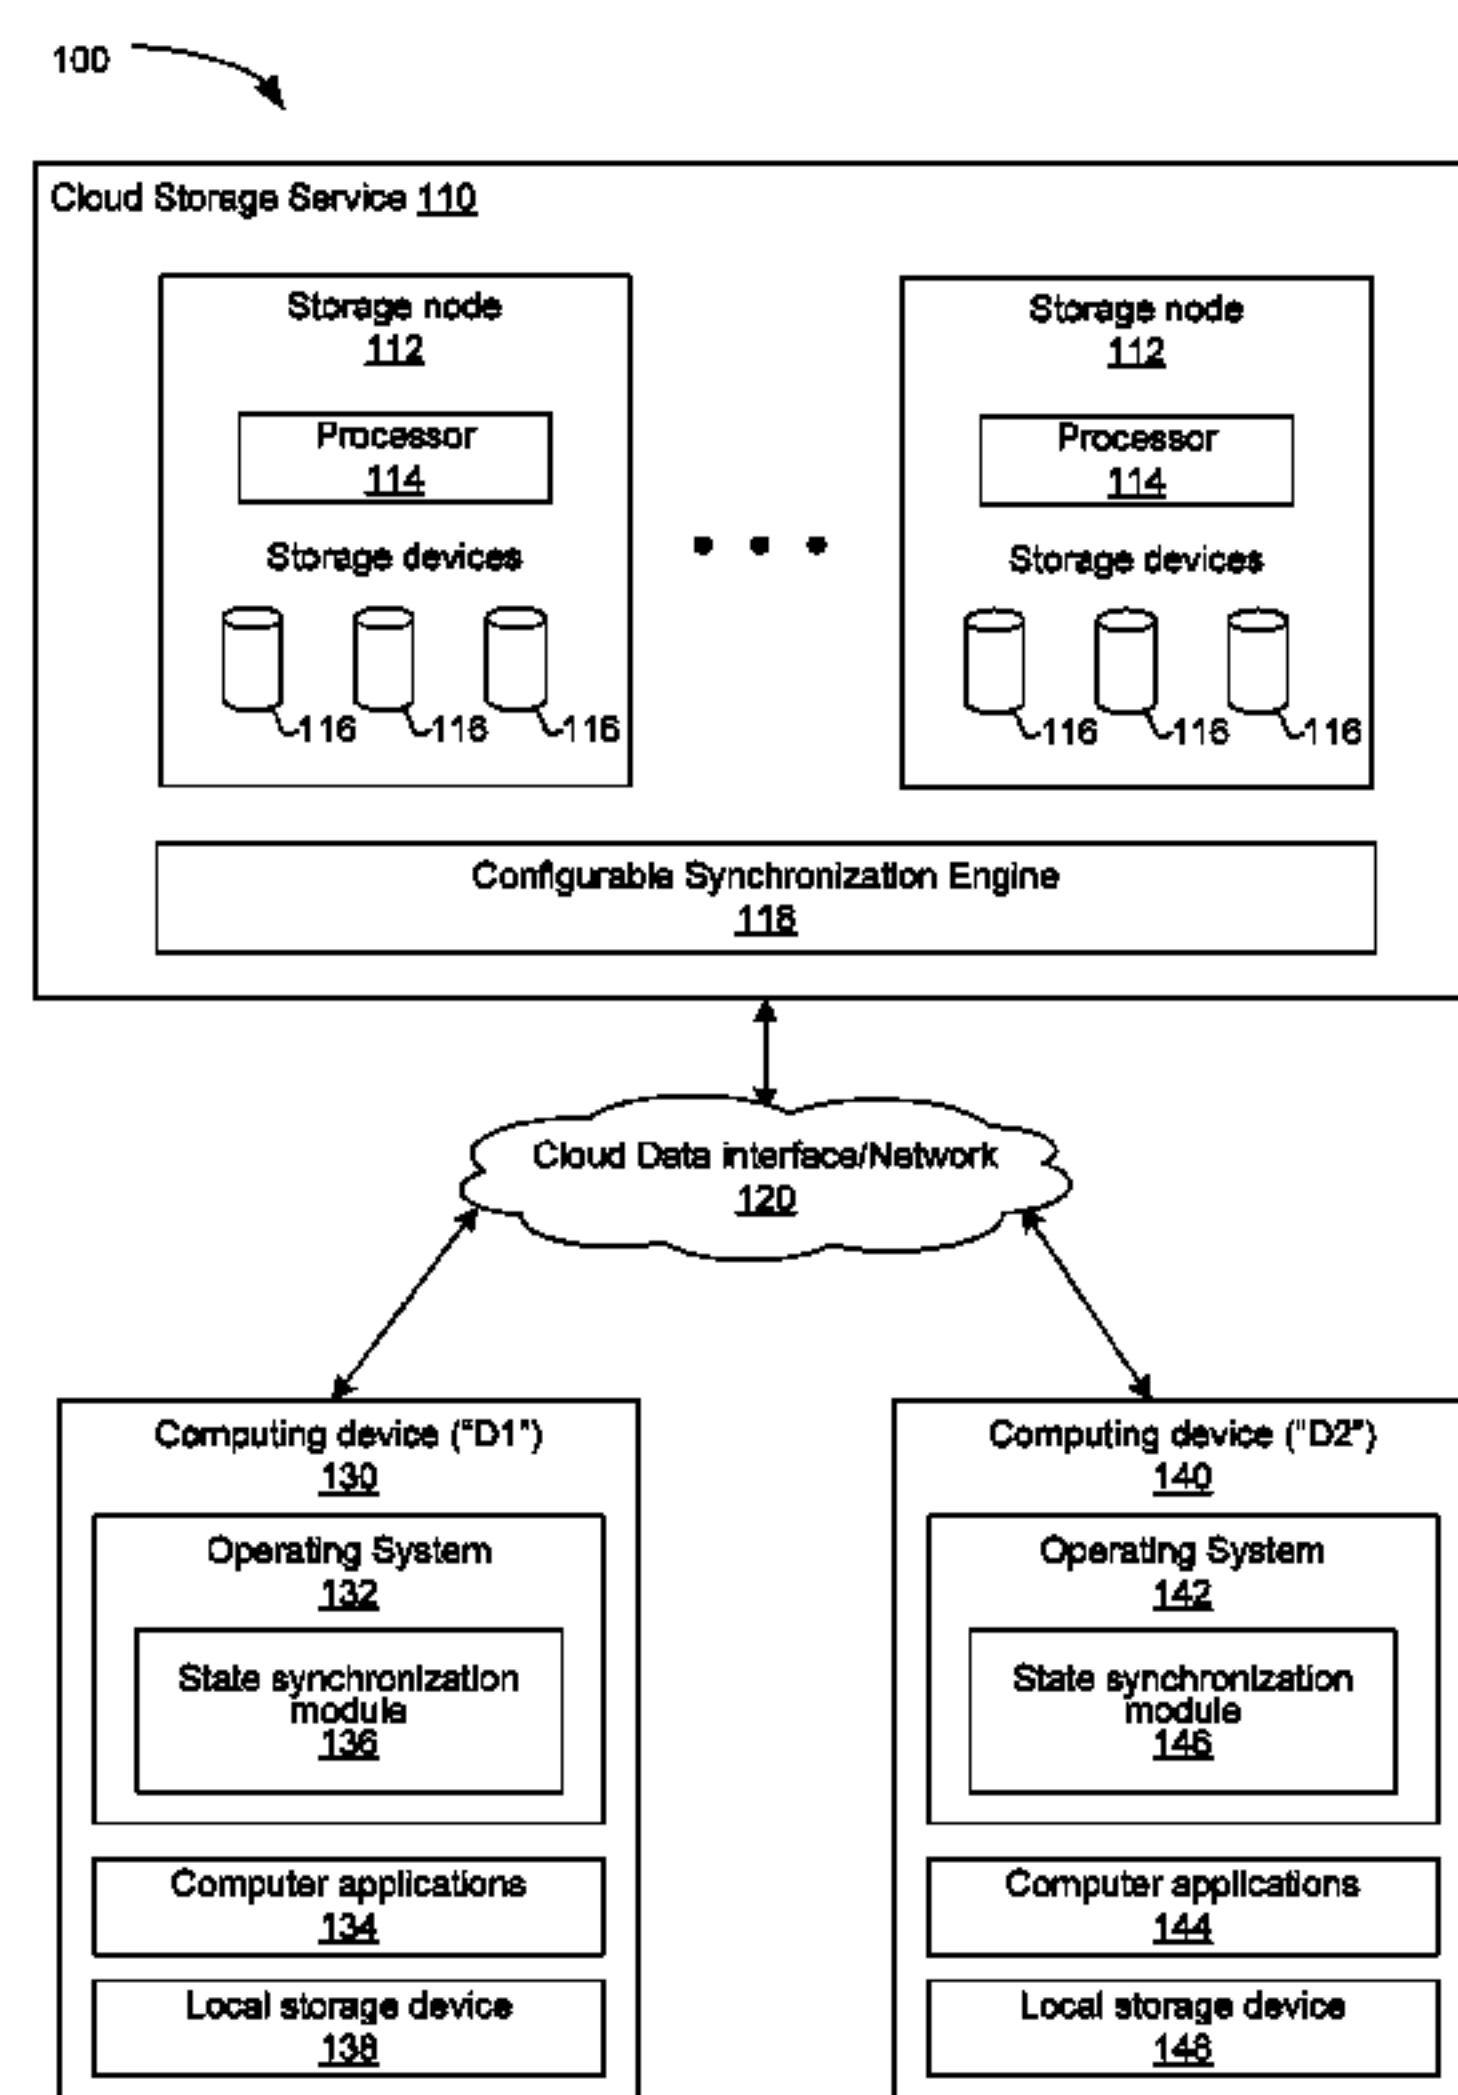 100
Cloud Storage Service 110
Storage node
112
Processor
114
Storage devices
116 116 116
Storage node
112
Processor
114
Storage devices
116 116 116
Configurable Synchronization Engine
118
Cloud Data interface/Network
120
Computing device ("D1")
130
Operating System
132
State synchronization
module
136
Computer applications
134
Local storage device
138
Computing device ("D2")
140
Operating System
142
State synchronization
module
146
Computer applications
144
Local storage device
148